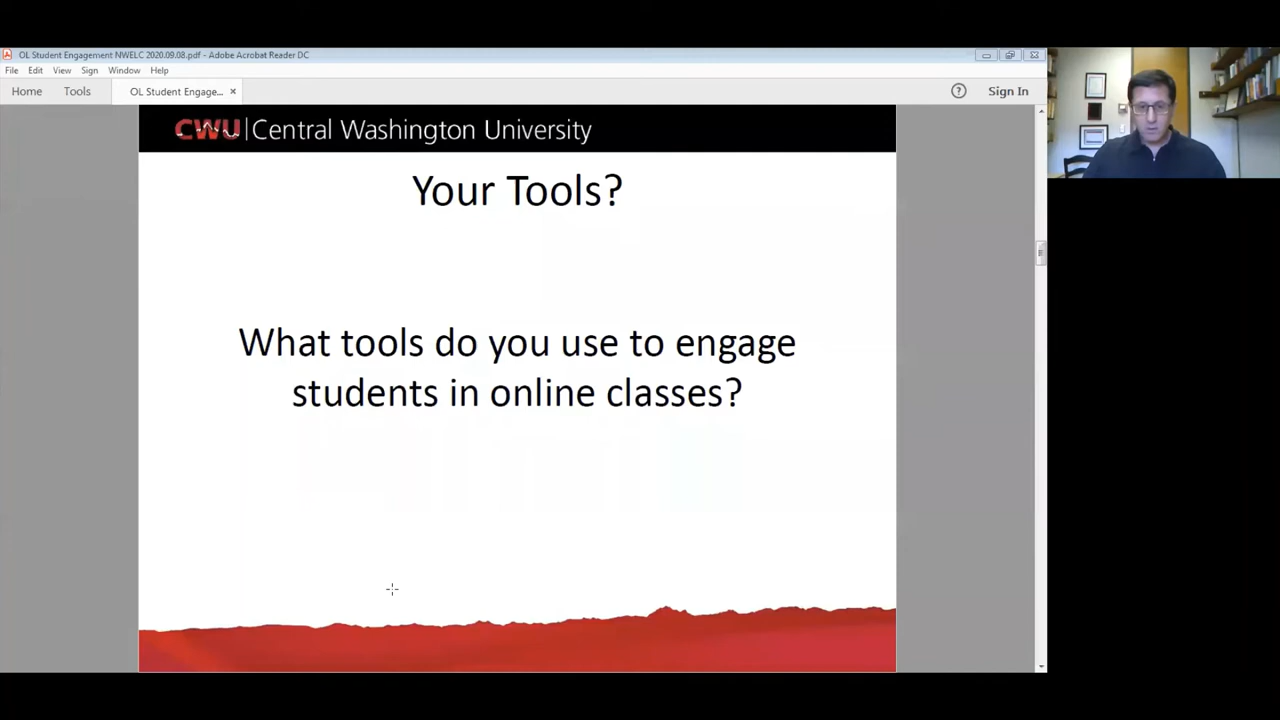 OL Student Engagement NWELC 2020.09.08.pdf - Adobe Acrobat Reader DC
File Edit View Sign Window Help
Home Tools OL Student Engage... × ? Sign In
CWU | Central Washington University
Your Tools?
What tools do you use to engage
students in online classes?